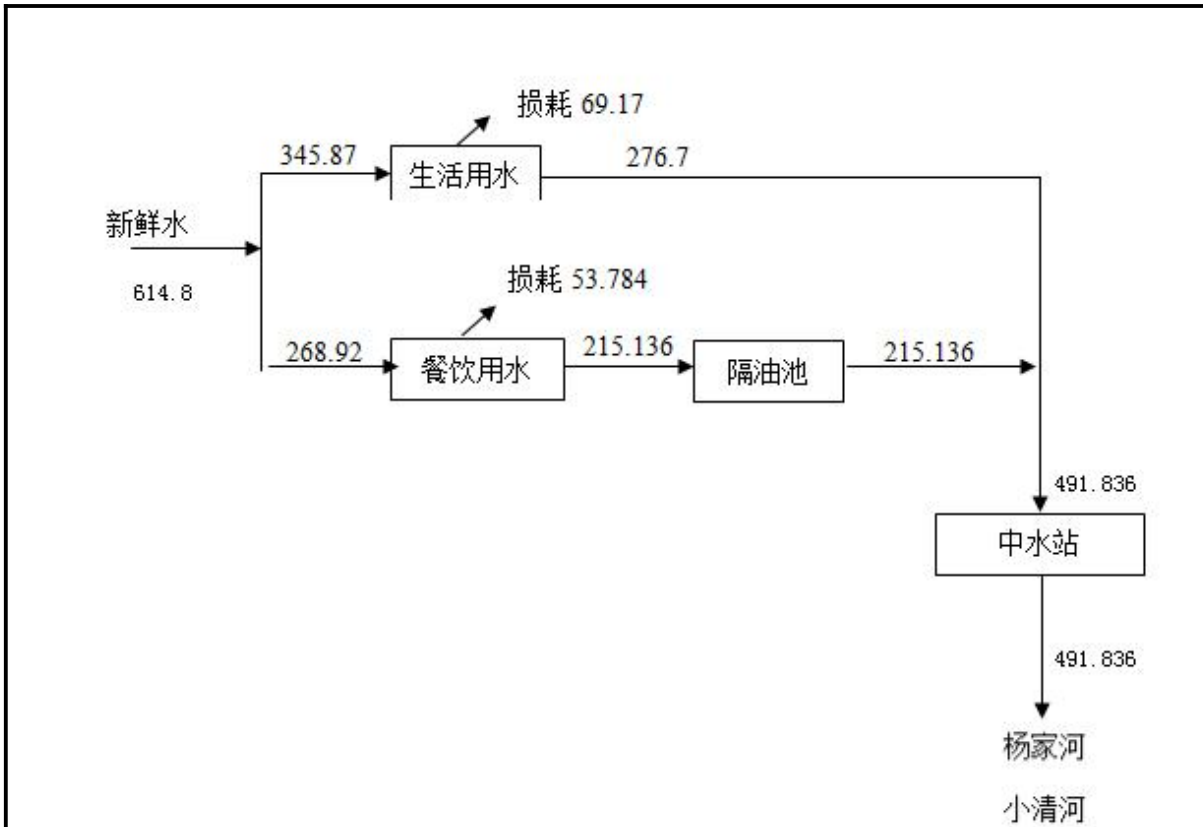 损耗 69.17
345.87
生活用水
276.7
新鲜水
614.8
损耗 53.784
268.92
餐饮用水
215.136
隔油池
215.136
491.836
中水站
491.836
杨家河
小清河